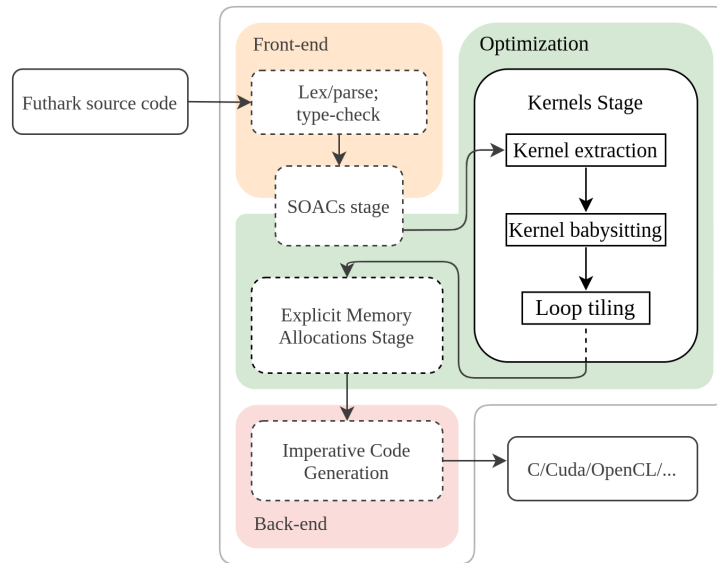 Front-end
Optimization
Futhark source code
Lex/parse;
type-check
Kernels Stage
Kernel extraction
SOACs stage
Kernel babysitting
Loop tiling
Explicit Memory
Allocations Stage
Imperative Code
Generation
C/Cuda/OpenCL/...
Back-end